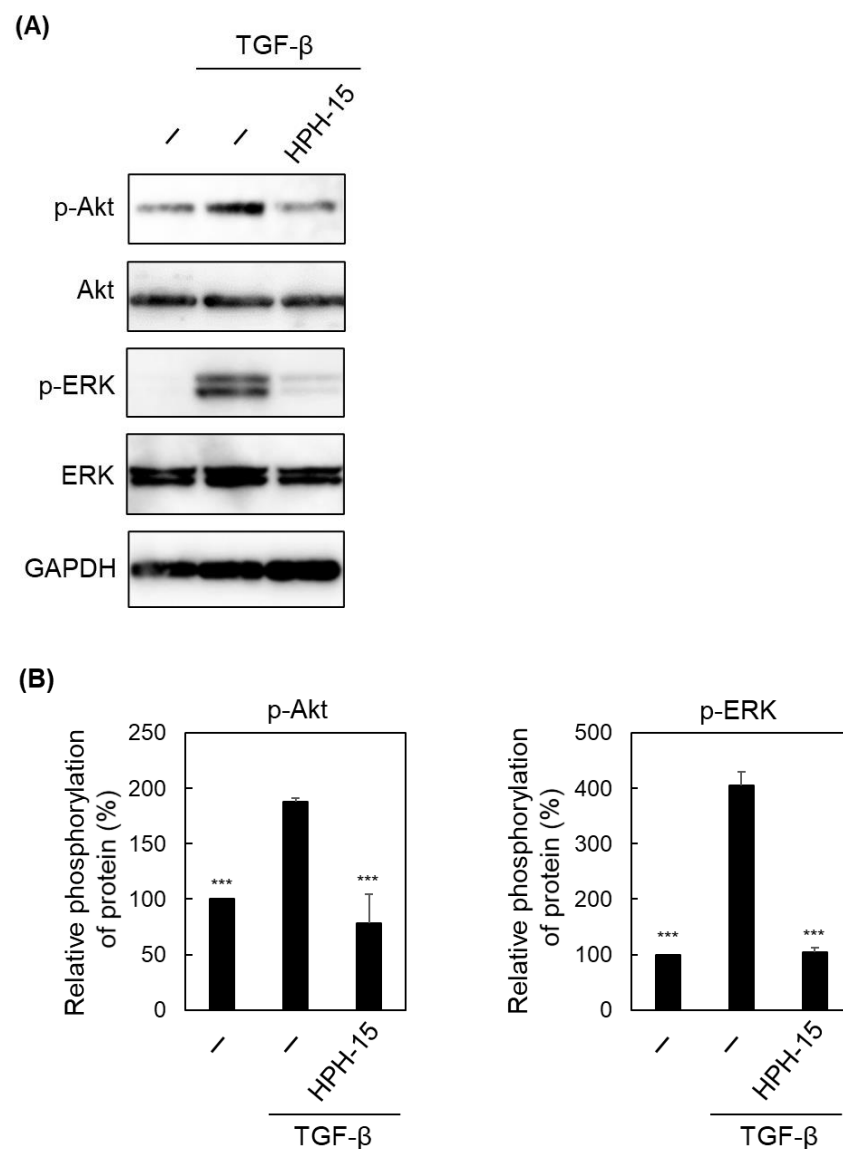 (A)
TGF-β
– – HPH-15
p-Akt
Akt
p-ERK
ERK
GAPDH
(B)
p-Akt
Relative phosphorylation
of protein (%)
250
200
150
100
50
0
*** ***
– – HPH-15
TGF-β
p-ERK
Relative phosphorylation
of protein (%)
500
400
300
200
100
0
*** ***
– – HPH-15
TGF-β